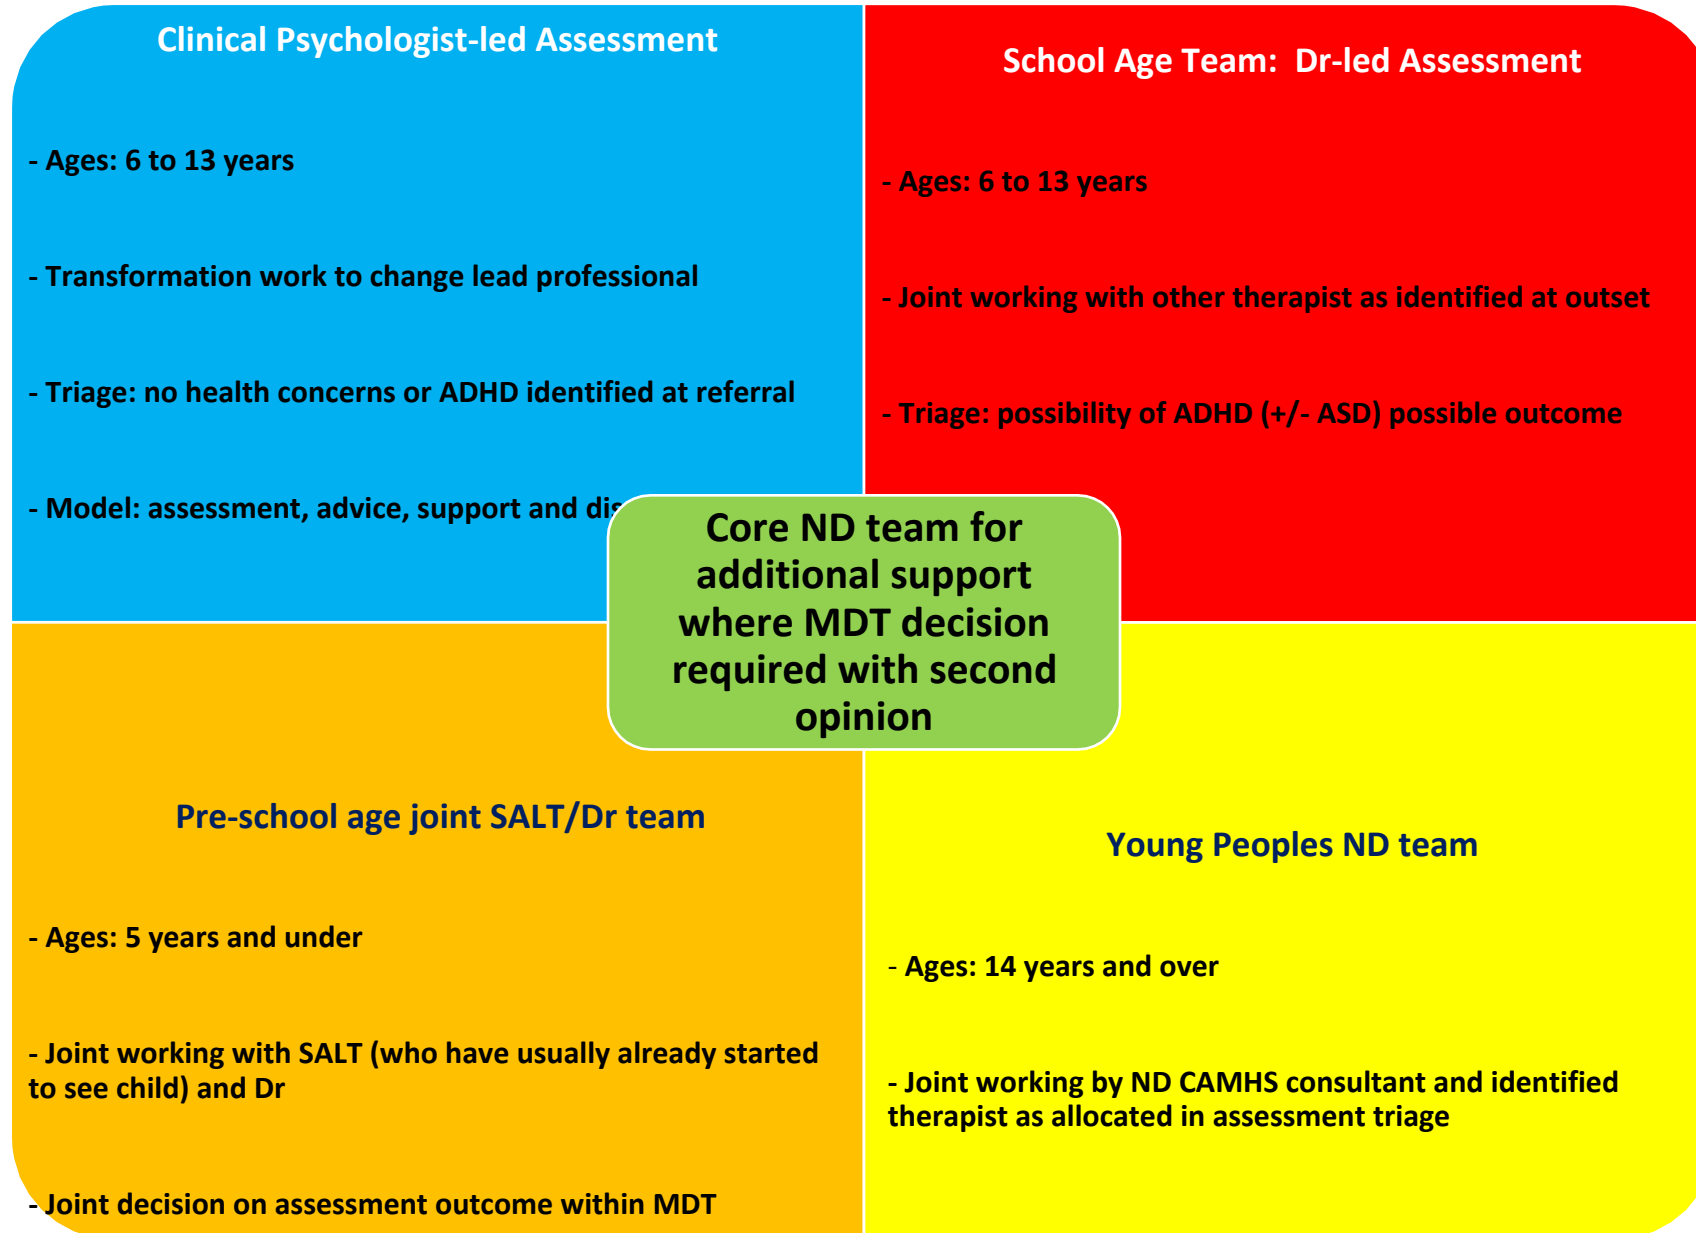 Clinical Psychologist-led Assessment
- Ages: 6 to 13 years
- Transformation work to change lead professional
- Triage: no health concerns or ADHD identified at referral
- Model: assessment, advice, support and
School Age Team:  Dr-led Assessment
- Ages: 6 to 13 years
- Joint working with other therapist as identified at outset
- Triage: possibility of ADHD (+/- ASD) possible outcome
Core ND team for
additional support
where MDT decision
required with second
opinion
Pre-school age joint SALT/Dr team
- Ages: 5 years and under
- Joint working with SALT (who have usually already started
to see child) and Dr
- Joint decision on assessment outcome within MDT
Young Peoples ND team
- Ages: 14 years and over
- Joint working by ND CAMHS consultant and identified
therapist as allocated in assessment triage